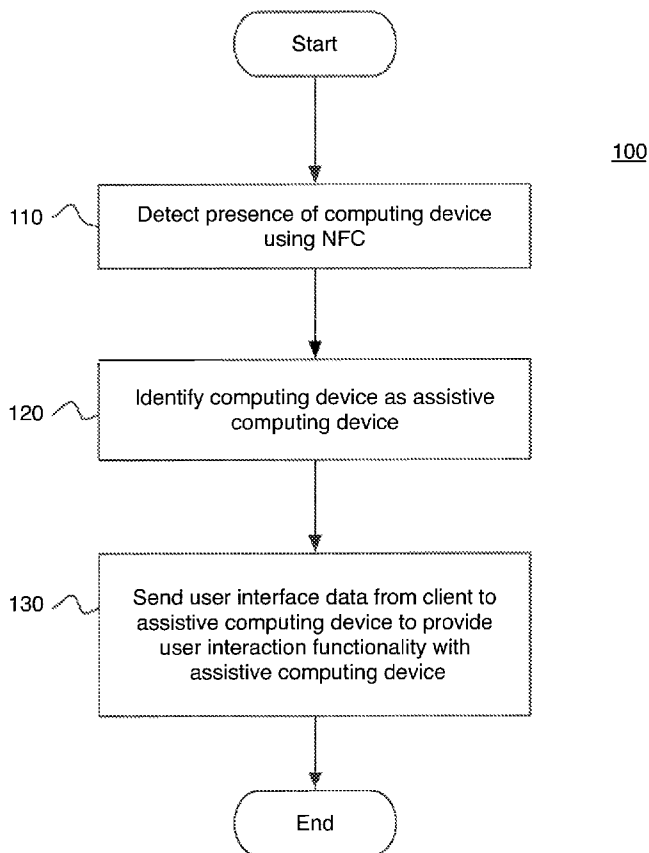 Start
100
110
Detect presence of computing device
using NFC
120
Identify computing device as assistive
computing device
130
Send user interface data from client to
assistive computing device to provide
user interaction functionality with
assistive computing device
End